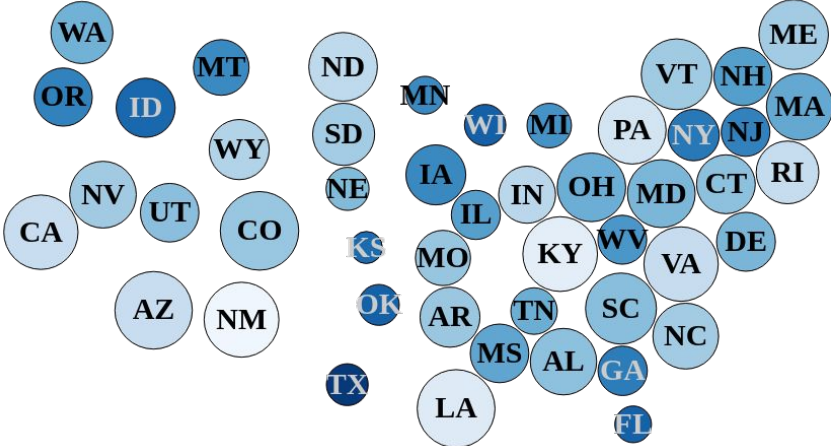 WA
ME
MT
ND
VT
NH
OR
ID
MN
MA
WI
MI
PA
NY
NJ
SD
WY
IA
RI
NE
NV
UT
IN
OH
MD
CT
IL
CA
CO
KS
MO
KY
WV
DE
VA
OK
AZ
NM
AR
TN
SC
NC
MS
AL
GA
TX
LA
FL